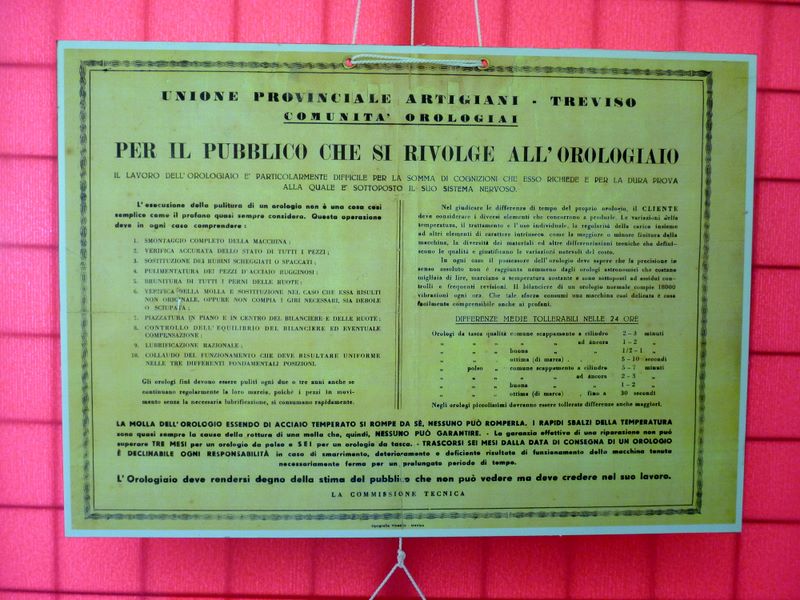 UNIONE PROVINCIALE ARTIGIANI - TREVISO
COMUNITA' OROLOGIAI
PER IL PUBBLICO CHE SI RIVOLGE ALL'OROLOGIAIO
IL LAVORO DELL'OROLOGIAIO E' PARTICOLARMENTE DIFFICILE PER LA SOMMA DI COGNIZIONI CHE ESSO RICHIEDE E PER LA DURA PROVA
ALLA QUALE E' SOTTOPOSTO IL SUO SISTEMA NERVOSO.
L'esecuzione della pulitura di un orologio non è una cosa così
semplice come il profano quasi sempre considera. Questa operazione
deve in ogni caso comprendere :
1. SMONTAGGIO COMPLETO DELLA MACCHINA ;
2. VERIFICA ACCURATA DELLO STATO DI TUTTI I PEZZI ;
3. SOSTITUZIONE DEI RUBINI SCHEGGIATI O SPACCATI ;
4. PULIMENTATURA DEI PEZZI D'ACCIAIO RUGGINOSI ;
5. BRUNITURA DI TUTTI I PERNI DELLE RUOTE ;
6. VERIFICA DELLA MOLLA E SOSTITUZIONE NEL CASO CHE ESSA RISULTI
NON ORIGINALE, OPPURE NON COMPIA I GIRI NECESSARI, SIA DEBOLE
O SCIUPATA ;
7. PIAZZATURA IN PIANO E IN CENTRO DEL BILANCIERE E DELLE RUOTE ;
8. CONTROLLO DELL'EQUILIBRIO DEL BILANCIERE ED EVENTUALE
COMPENSAZIONE ;
9. LUBRIFICAZIONE RAZIONALE ;
10. COLLAUDO DEL FUNZIONAMENTO CHE DEVE RISULTARE UNIFORME
NELLE TRE DIFFERENTI FONDAMENTALI POSIZIONI.
Gli orologi fini devono essere puliti ogni due o tre anni anche se
continuano regolarmente la loro marcia, poichè i pezzi in movi-
mento senza la necessaria lubrificazione, si consumano rapidamente.
Nel giudicare le differenze di tempo del proprio orologio, il CLIENTE
deve considerare i diversi elementi che concorrono a produrle. Le variazioni della
temperatura, il trattamento e l'uso individuale, la regolarità della carica insieme
ad altri elementi di carattere intrinseco come la maggiore o minore finitura della
macchina, la diversità dei materiali ed altre differenziazioni tecniche che defini-
scono le qualità e giustificano le variazioni naturali del costo.
In ogni caso il possessore dell'orologio deve sapere che la precisione in
senso assoluto non è raggiunta nemmeno dagli orologi astronomici che costano
migliaia di lire, marciano a temperatura costante e sono sottoposti ad assidui con-
trolli e frequenti revisioni. Il bilanciere di un orologio normale compie 18000
vibrazioni ogni ora. Che tale sforzo consumi una macchina così delicata è cosa
facilmente comprensibile anche ai profani.
DIFFERENZE MEDIE TOLLERABILI NELLE 24 ORE
Orologi da tasca qualità comune scappamento a cilindro 2 - 3 minuti
" " " " " ad àncora 1 - 2 "
" " " buona " " 1/2 - 1 "
" " " ottima (di marca) . . 5 - 10 secondi
" polso " comune scappamento a cilindro 5 - 7 minuti
" " " " " ad àncora 2 - 3 "
" " " buona " " 1 - 2 "
" " " ottima (di marca) . fino a 30 secondi
Negli orologi piccolissimi dovranno essere tollerate differenze anche maggiori.
LA MOLLA DELL'OROLOGIO ESSENDO DI ACCIAIO TEMPERATO SI ROMPE DA SÈ, NESSUNO PUÒ ROMPERLA. I RAPIDI SBALZI DELLA TEMPERATURA
sono quasi sempre la causa della rottura di una molla che, quindi, NESSUNO PUÒ GARANTIRE. - La garanzia effettiva di una riparazione non può
superare TRE MESI per un orologio da polso e SEI per un orologio da tasca. - TRASCORSI SEI MESI DALLA DATA DI CONSEGNA DI UN OROLOGIO
È DECLINABILE OGNI RESPONSABILITÀ in caso di smarrimento, deterioramento o deficiente risultato di funzionamento della macchina tenuta
necessariamente ferma per un prolungato periodo di tempo.
L'Orologiaio deve rendersi degno della stima del pubblico che non può vedere ma deve credere nel suo lavoro.
LA COMMISSIONE TECNICA